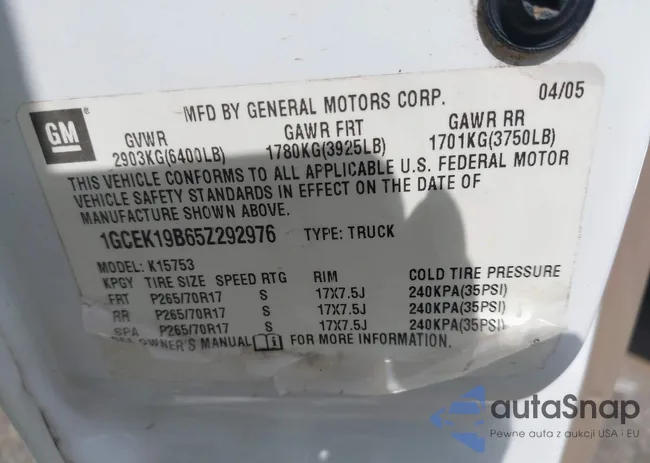 GM
MFD BY GENERAL MOTORS CORP. 04/05
GVWR GAWR FRT GAWR RR
2903KG(6400LB) 1780KG(3925LB) 1701KG(3750LB)
THIS VEHICLE CONFORMS TO ALL APPLICABLE U.S. FEDERAL MOTOR
VEHICLE SAFETY STANDARDS IN EFFECT ON THE DATE OF
MANUFACTURE SHOWN ABOVE.
1GCEK19B65Z292976 TYPE: TRUCK
MODEL: K15753
KPGY TIRE SIZE SPEED RTG RIM COLD TIRE PRESSURE
FRT P265/70R17 S 17X7.5J 240KPA(35PSI)
RR P265/70R17 S 17X7.5J 240KPA(35PSI)
SPA P265/70R17 S 17X7.5J 240KPA(35PSI)
OWNER'S MANUAL FOR MORE INFORMATION.
autaSnap
Pewne auta z aukcji USA i EU